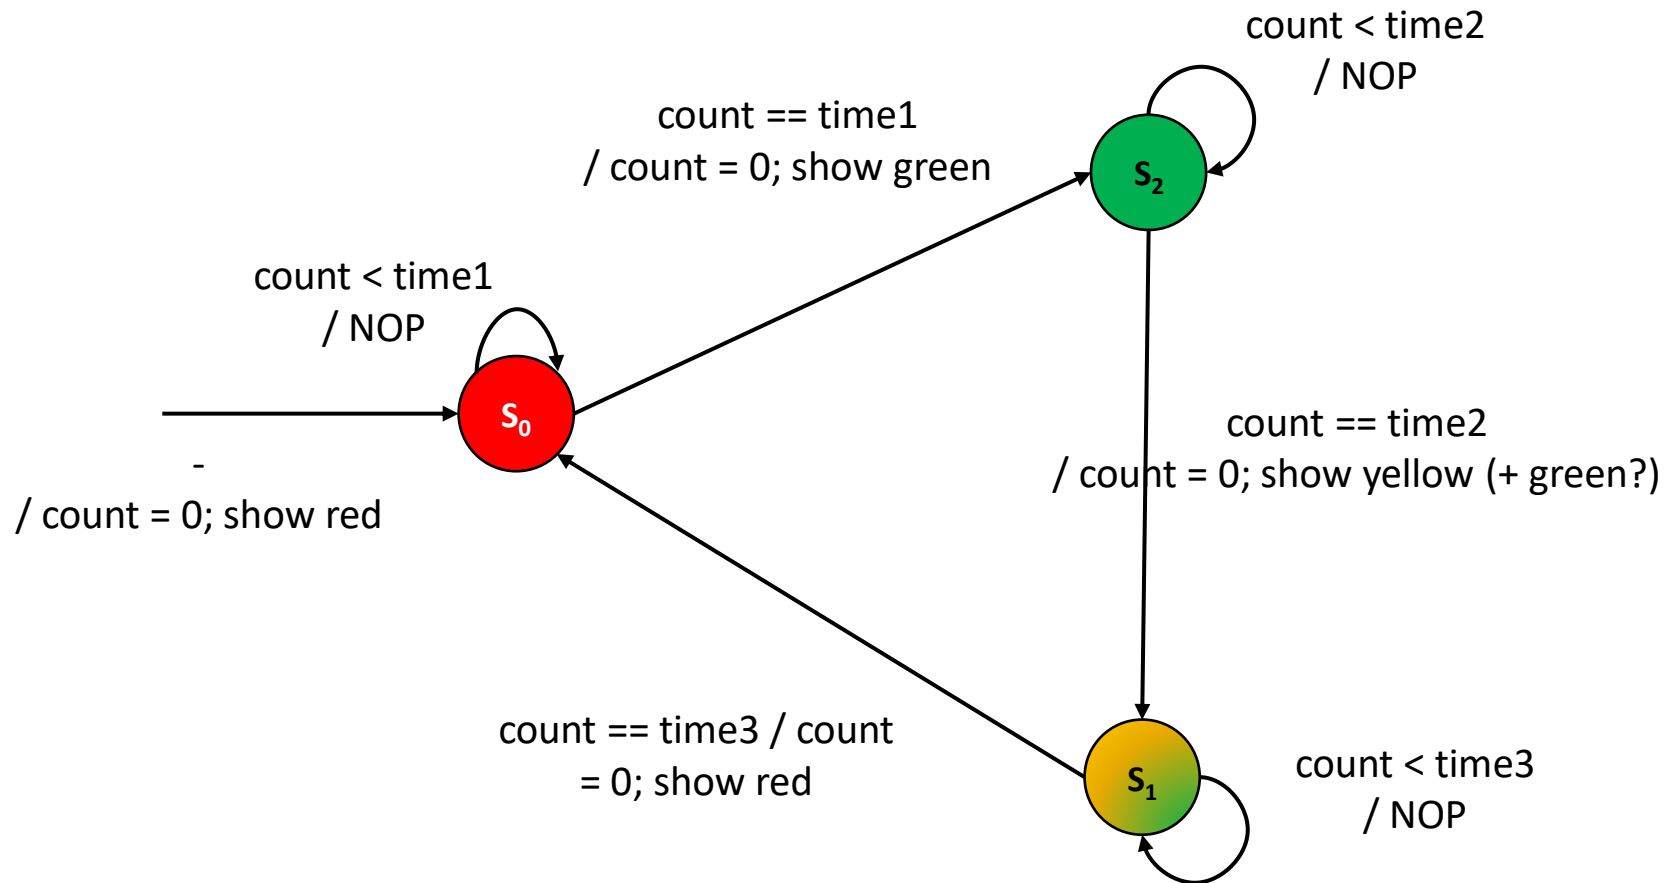 count < time2
/ NOP
count == time1
/ count = 0; show green
S₂
count < time1
/ NOP
S₀
-
/ count = 0; show red
count == time2
/ count = 0; show yellow (+ green?)
count == time3 / count
= 0; show red
S₁
count < time3
/ NOP